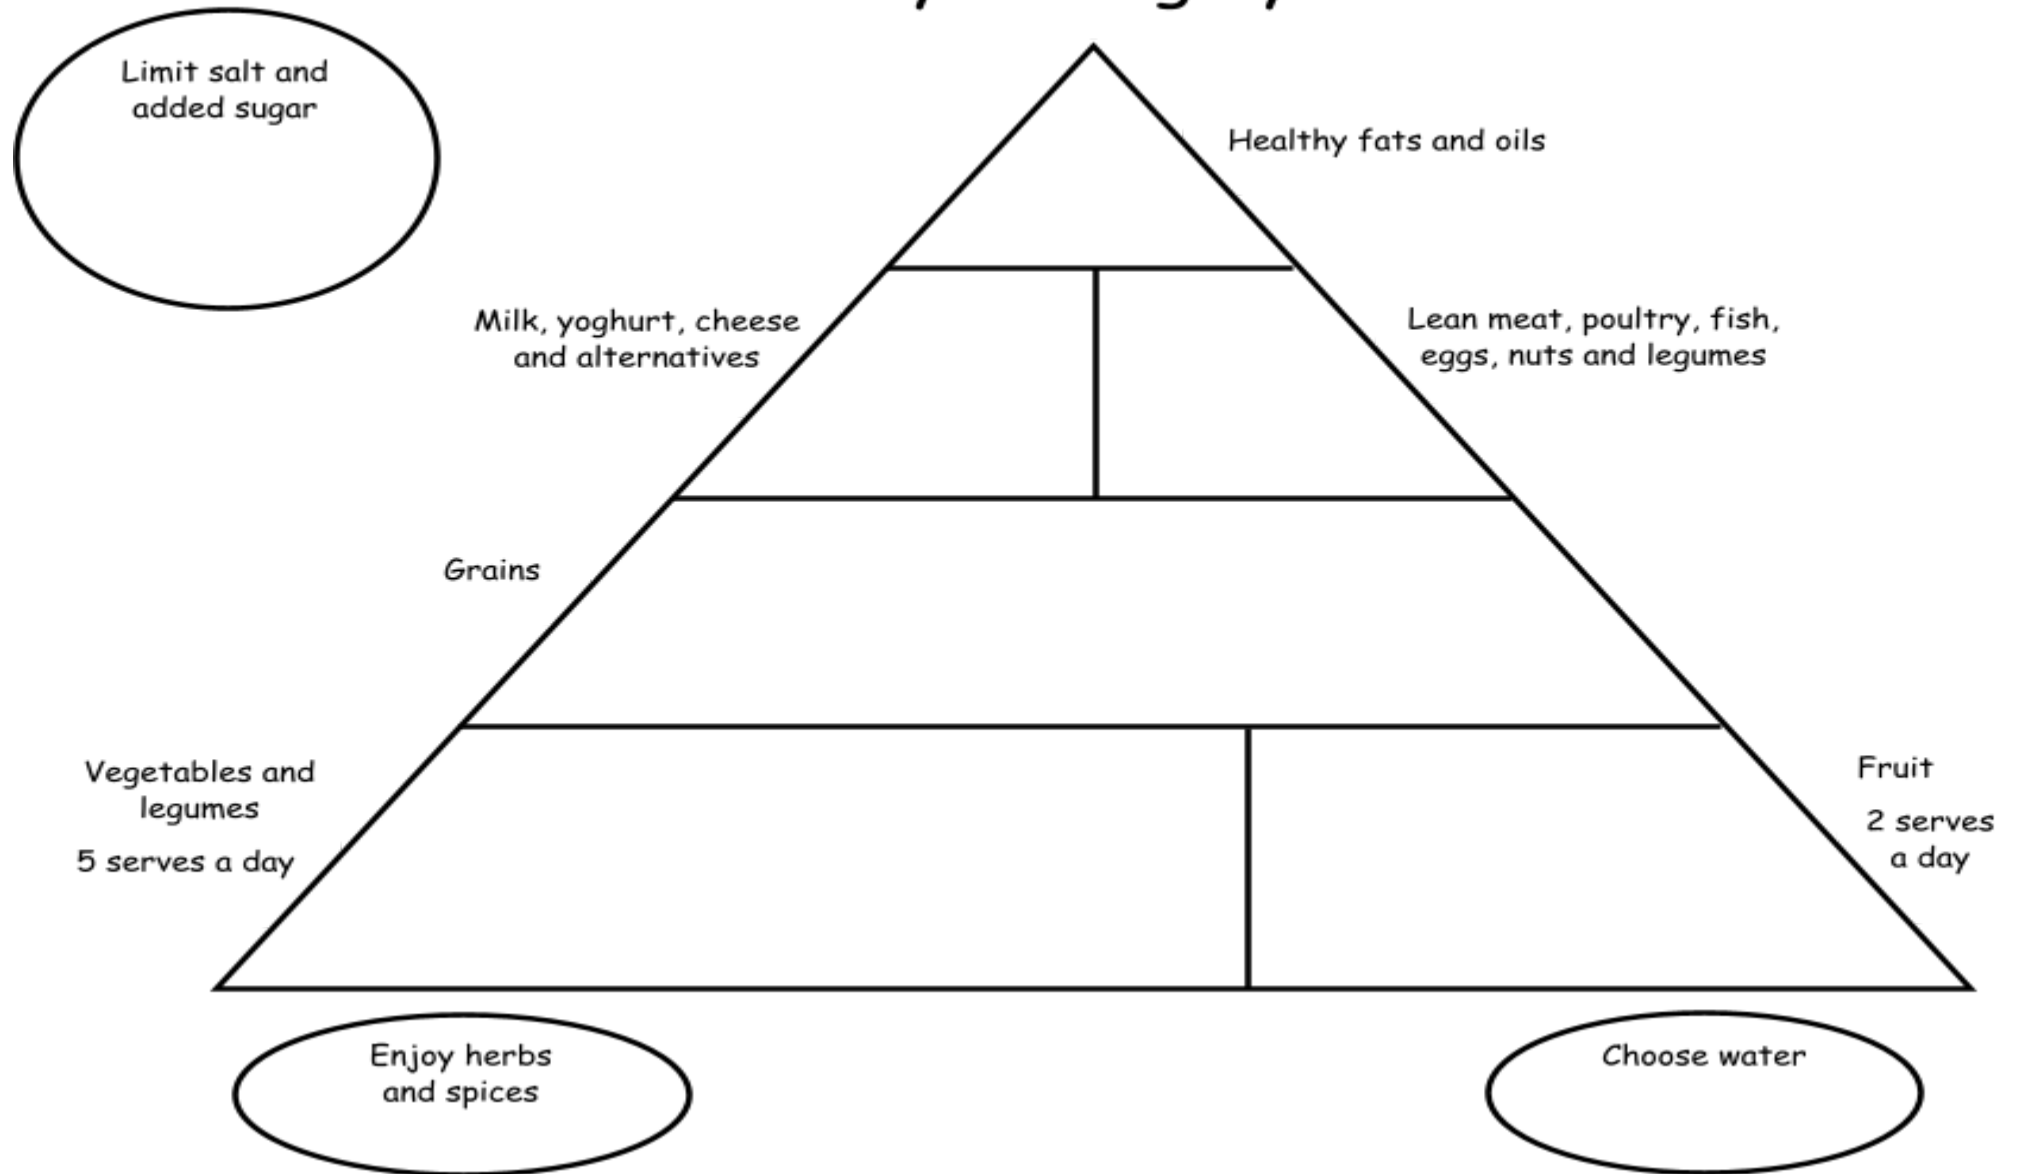 Limit salt and
added sugar
Healthy fats and oils
Milk, yoghurt, cheese
and alternatives
Lean meat, poultry, fish,
eggs, nuts and legumes
Grains
Vegetables and
legumes
5 serves a day
Fruit
2 serves
a day
Enjoy herbs
and spices
Choose water